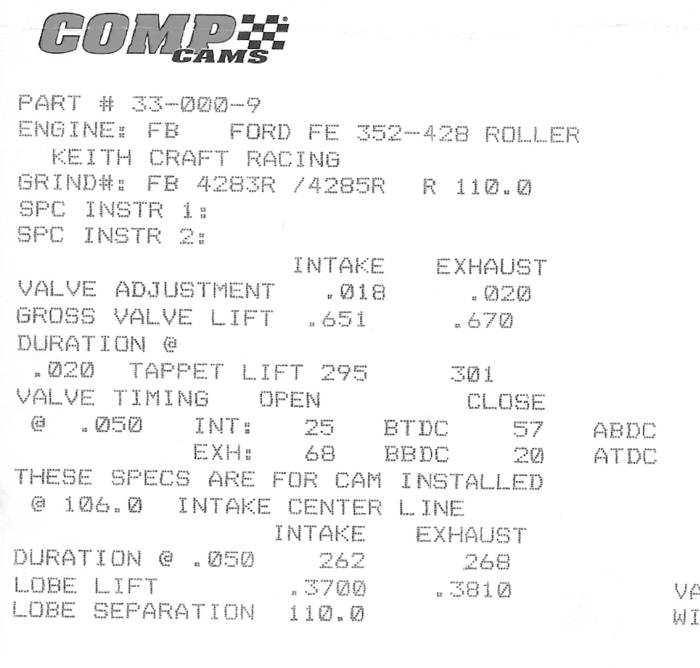 COMP
CAMS
PART # 33-000-9
ENGINE: FB FORD FE 352-428 ROLLER
KEITH CRAFT RACING
GRIND#: FB 4283R /4285R R 110.0
SPC INSTR 1:
SPC INSTR 2:
INTAKE EXHAUST
VALVE ADJUSTMENT .018 .020
GROSS VALVE LIFT .651 .670
DURATION @
.020 TAPPET LIFT 295 301
VALVE TIMING OPEN CLOSE
@ .050 INT: 25 BTDC 57 ABDC
EXH: 68 BBDC 20 ATDC
THESE SPECS ARE FOR CAM INSTALLED
@ 106.0 INTAKE CENTER LINE
INTAKE EXHAUST
DURATION @ .050 262 268
LOBE LIFT .3700 .3810 VA
LOBE SEPARATION 110.0 WI